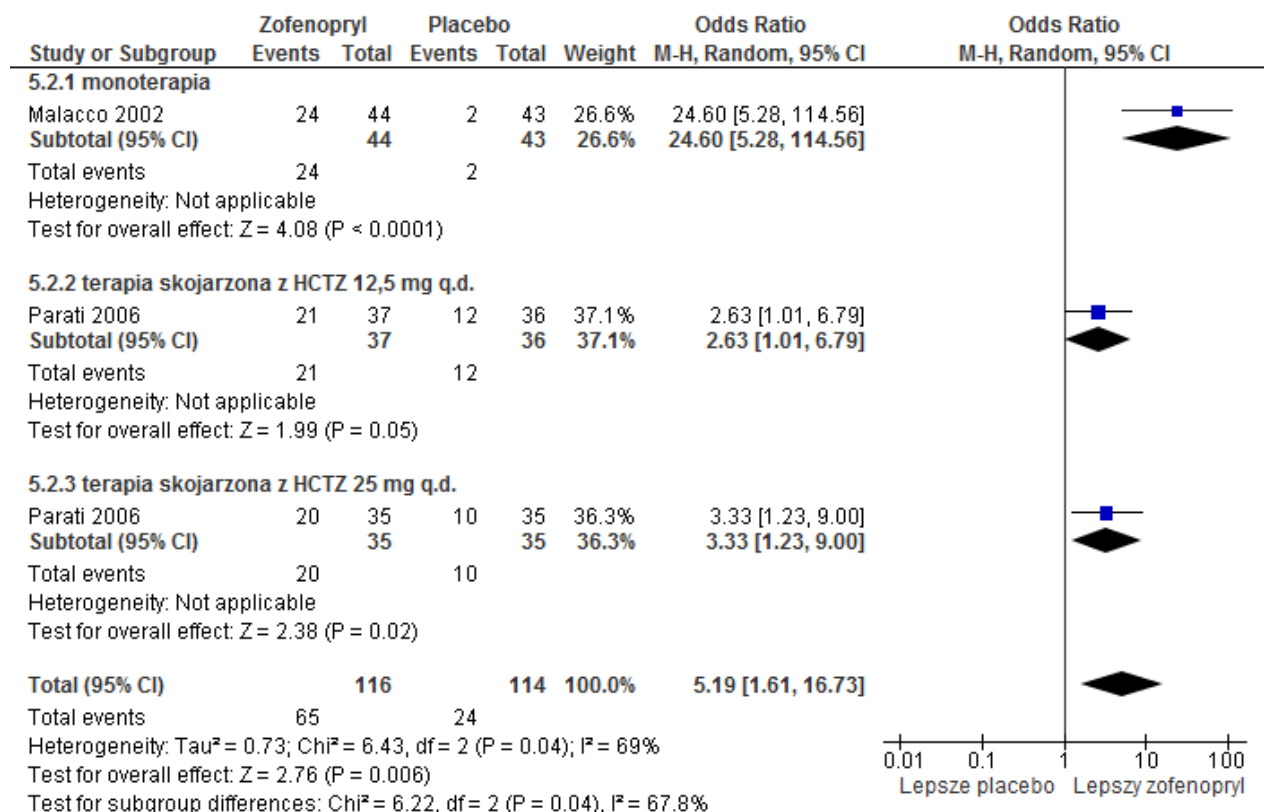 Zofenopryl Placebo Odds Ratio Odds Ratio
Study or Subgroup Events Total Events Total Weight M-H, Random, 95% CI M-H, Random, 95% CI
5.2.1 monoterapia
Malacco 2002 24 44 2 43 26.6% 24.60 [5.28, 114.56]
Subtotal (95% CI) 44 43 26.6% 24.60 [5.28, 114.56]
Total events 24 2
Heterogeneity: Not applicable
Test for overall effect: Z = 4.08 (P < 0.0001)
5.2.2 terapia skojarzona z HCTZ 12,5 mg q.d.
Parati 2006 21 37 12 36 37.1% 2.63 [1.01, 6.79]
Subtotal (95% CI) 37 36 37.1% 2.63 [1.01, 6.79]
Total events 21 12
Heterogeneity: Not applicable
Test for overall effect: Z = 1.99 (P = 0.05)
5.2.3 terapia skojarzona z HCTZ 25 mg q.d.
Parati 2006 20 35 10 35 36.3% 3.33 [1.23, 9.00]
Subtotal (95% CI) 35 35 36.3% 3.33 [1.23, 9.00]
Total events 20 10
Heterogeneity: Not applicable
Test for overall effect: Z = 2.38 (P = 0.02)
Total (95% CI) 116 114 100.0% 5.19 [1.61, 16.73]
Total events 65 24
Heterogeneity: Tau² = 0.73; Chi² = 6.43, df = 2 (P = 0.04); I² = 69%
Test for overall effect: Z = 2.76 (P = 0.006)
Test for subgroup differences: Chi² = 6.22, df = 2 (P = 0.04), I² = 67.8%
0.01 0.1 1 10 100
Lepsze placebo Lepszy zofenopryl